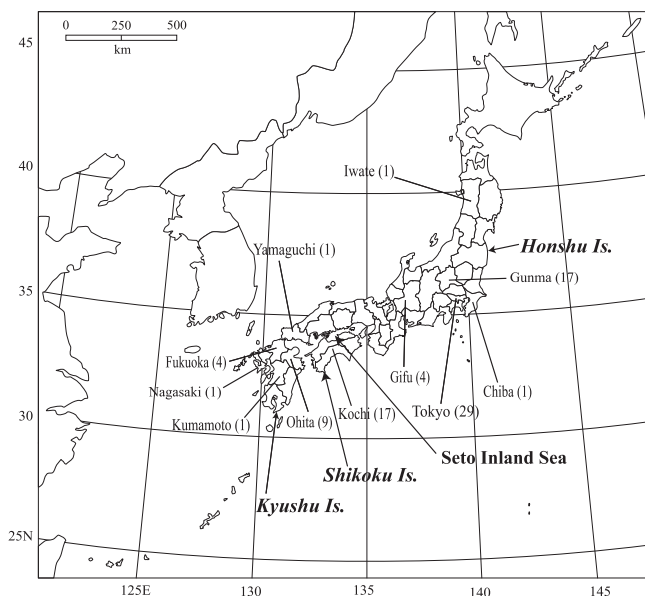 45
0 250 500
km
40
Iwate (1)
Yamaguchi (1)
Honshu Is.
Gunma (17)
35
Fukuoka (4)
Nagasaki (1)
Kumamoto (1)
Ohita (9)
Kochi (17)
Gifu (4)
Tokyo (29)
Chiba (1)
30
Seto Inland Sea
Shikoku Is.
Kyushu Is.
25N
125E 130 135 140 145